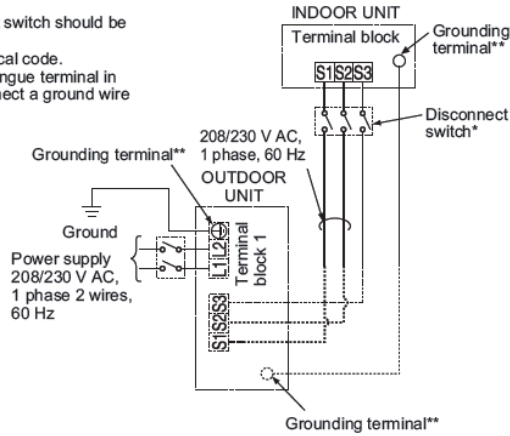 switch should be
cal code.
ngue terminal in
nect a ground wire
INDOOR UNIT
Terminal block
S1 S2 S3
Grounding
terminal**
Disconnect
switch*
208/230 V AC,
1 phase, 60 Hz
Grounding terminal**
OUTDOOR
UNIT
Ground
Power supply
208/230 V AC,
1 phase 2 wires,
60 Hz
L1 L2
Terminal
block 1
S1 S2 S3
Grounding terminal**